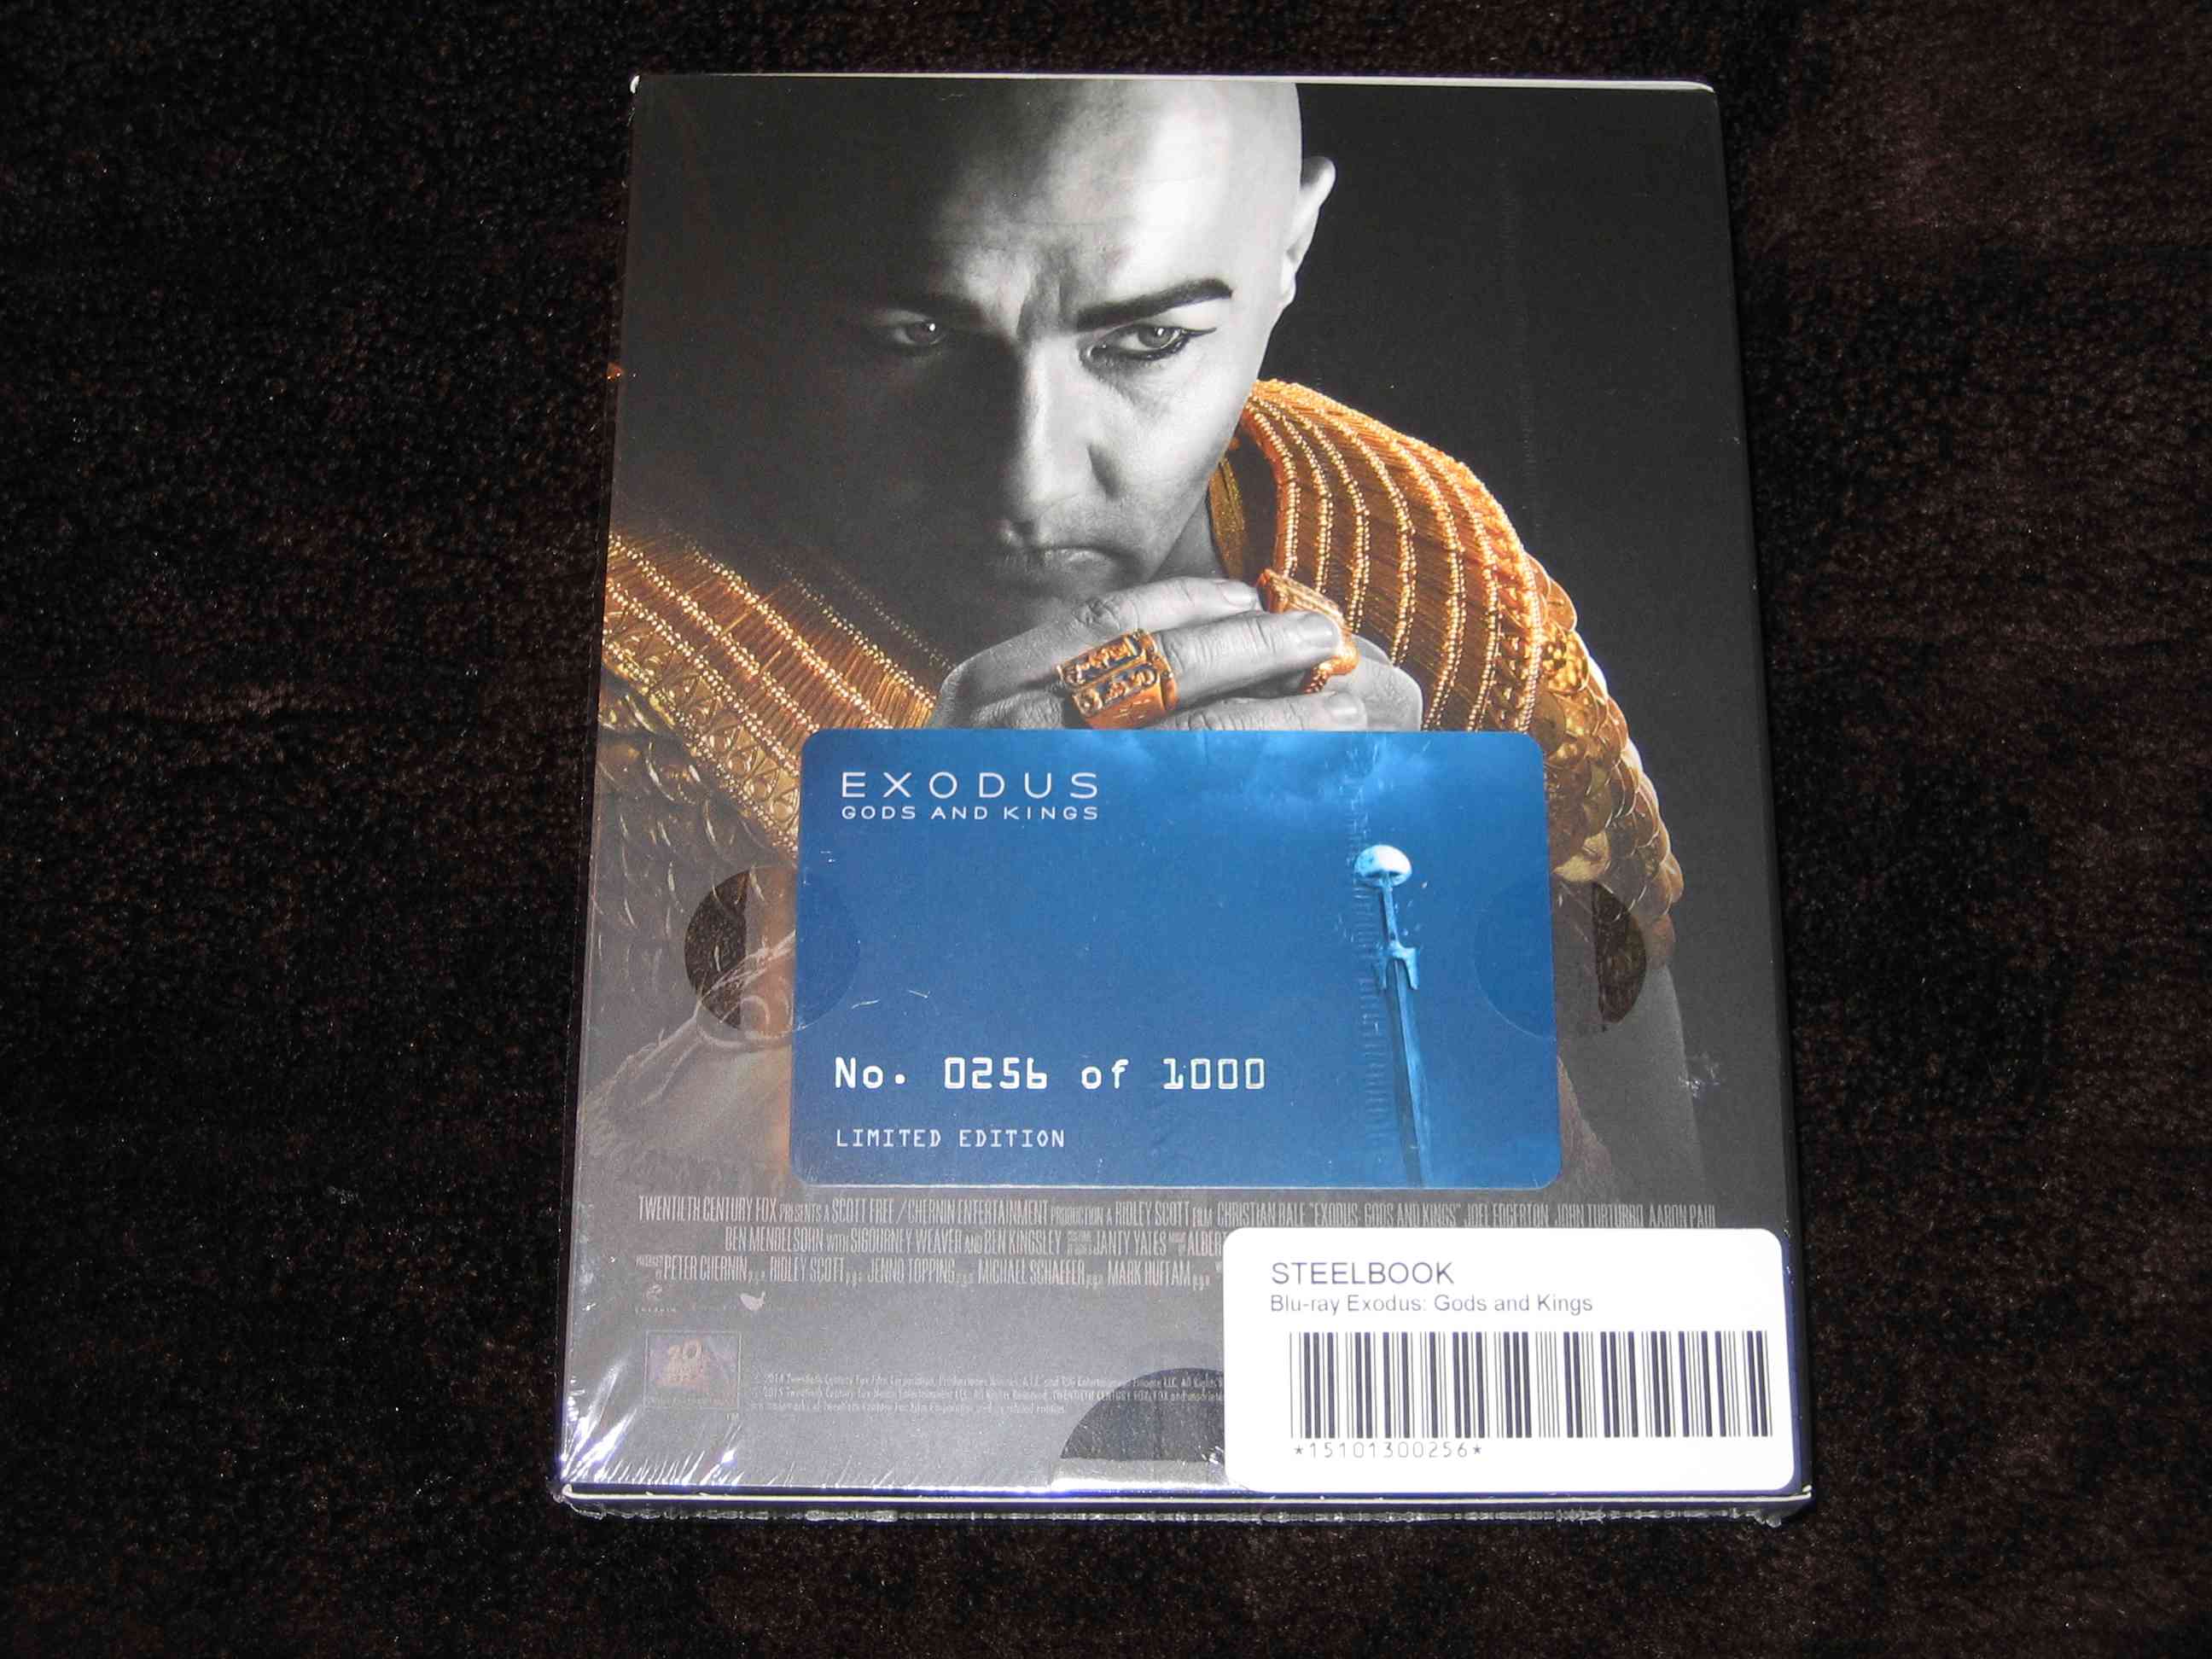 EXODUS
GODS AND KINGS
No. 0256 of 1000
LIMITED EDITION
TWENTIETH CENTURY FOX PRESENTS A SCOTT FREE / CHERNIN ENTERTAINMENT PRODUCTION A RIDLEY SCOTT FILM CHRISTIAN BALE "EXODUS: GODS AND KINGS" JOEL EDGERTON JOHN TURTURRO AARON PAUL
BEN MENDELSOHN WITH SIGOURNEY WEAVER AND BEN KINGSLEY JANTY YATES ALBERT
PETER CHERNIN, p.g.a. RIDLEY SCOTT, p.g.a. JENNO TOPPING, p.g.a. MICHAEL SCHAEFER, p.g.a. MARK HUFFAM, p.g.a.
STEELBOOK
Blu-ray Exodus: Gods and Kings
*15101300256*
20
TM